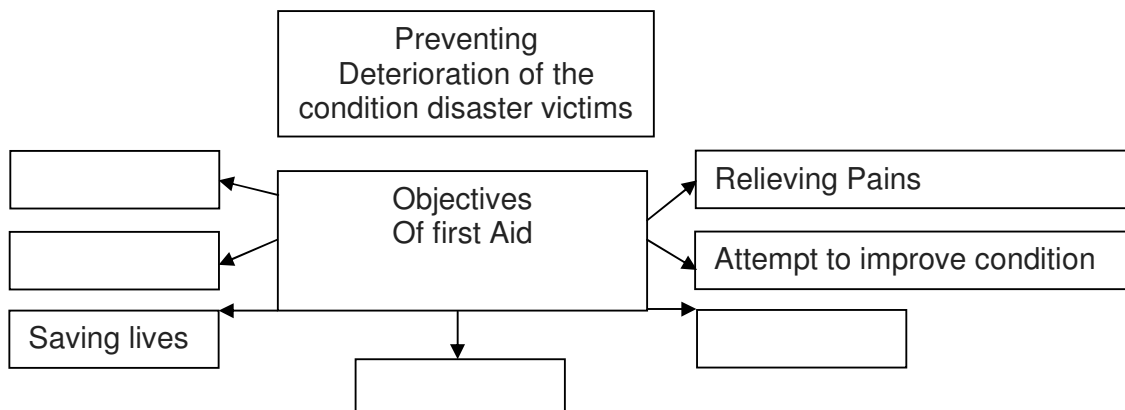 Preventing
Deterioration of the
condition disaster victims
Objectives
Of first Aid
Relieving Pains
Attempt to improve condition
Saving lives